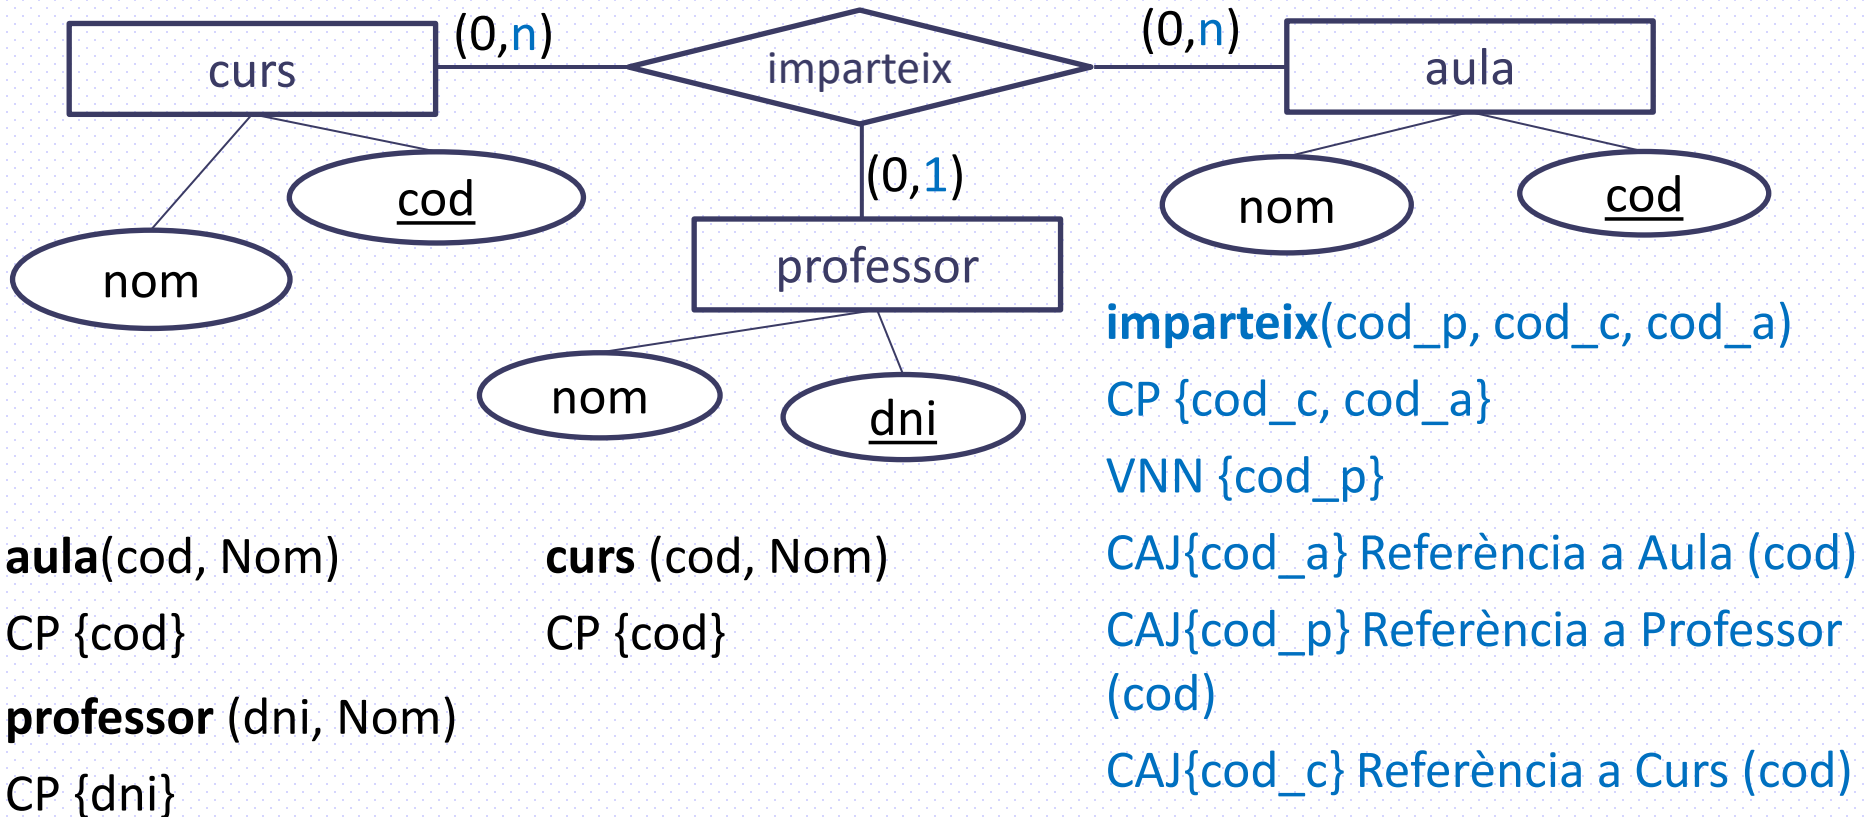 curs
(0,n)
imparteix
(0,n)
aula
cod
nom
(0,1)
professor
nom
dni
nom
cod
imparteix(cod_p, cod_c, cod_a)
CP {cod_c, cod_a}
VNN {cod_p}
CAJ{cod_a} Referència a Aula (cod)
CAJ{cod_p} Referència a Professor
(cod)
CAJ{cod_c} Referència a Curs (cod)
aula(cod, Nom)
CP {cod}
curs (cod, Nom)
CP {cod}
professor (dni, Nom)
CP {dni}